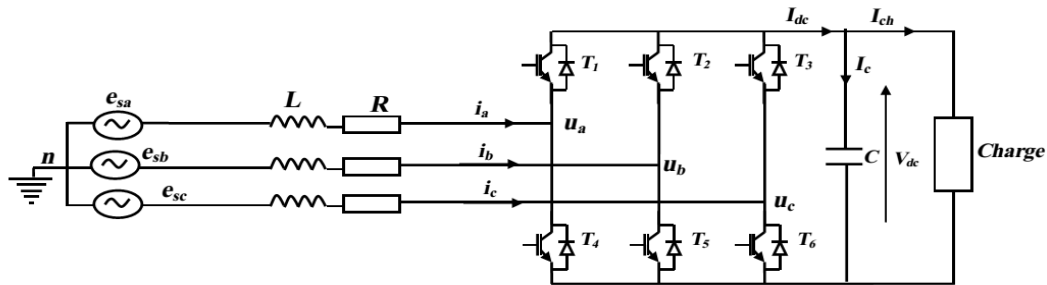 I_dc
I_ch
T_1
T_2
T_3
I_c
e_sa
L
R
i_a
u_a
n
e_sb
i_b
u_b
C
V_dc
Charge
e_sc
i_c
u_c
T_4
T_5
T_6